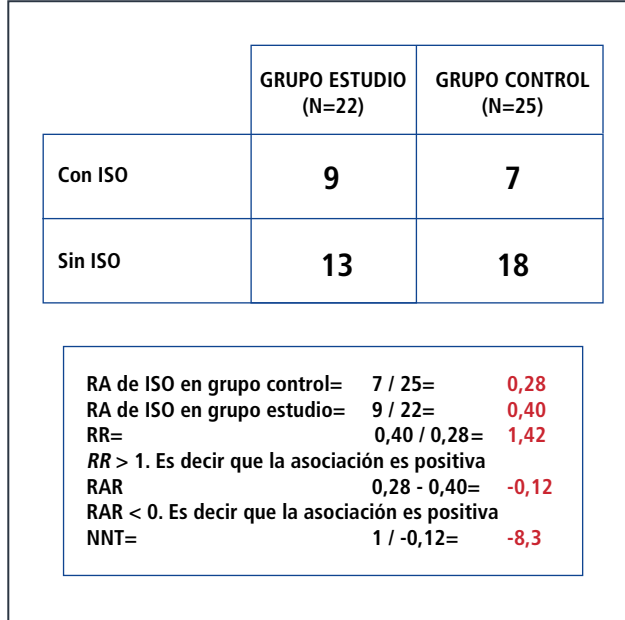 GRUPO ESTUDIO GRUPO CONTROL
(N=22) (N=25)
Con ISO 9 7
Sin ISO 13 18
RA de ISO en grupo control= 7 / 25= 0,28
RA de ISO en grupo estudio= 9 / 22= 0,40
RR= 0,40 / 0,28= 1,42
RR > 1. Es decir que la asociación es positiva
RAR 0,28 - 0,40= -0,12
RAR < 0. Es decir que la asociación es positiva
NNT= 1 / -0,12= -8,3